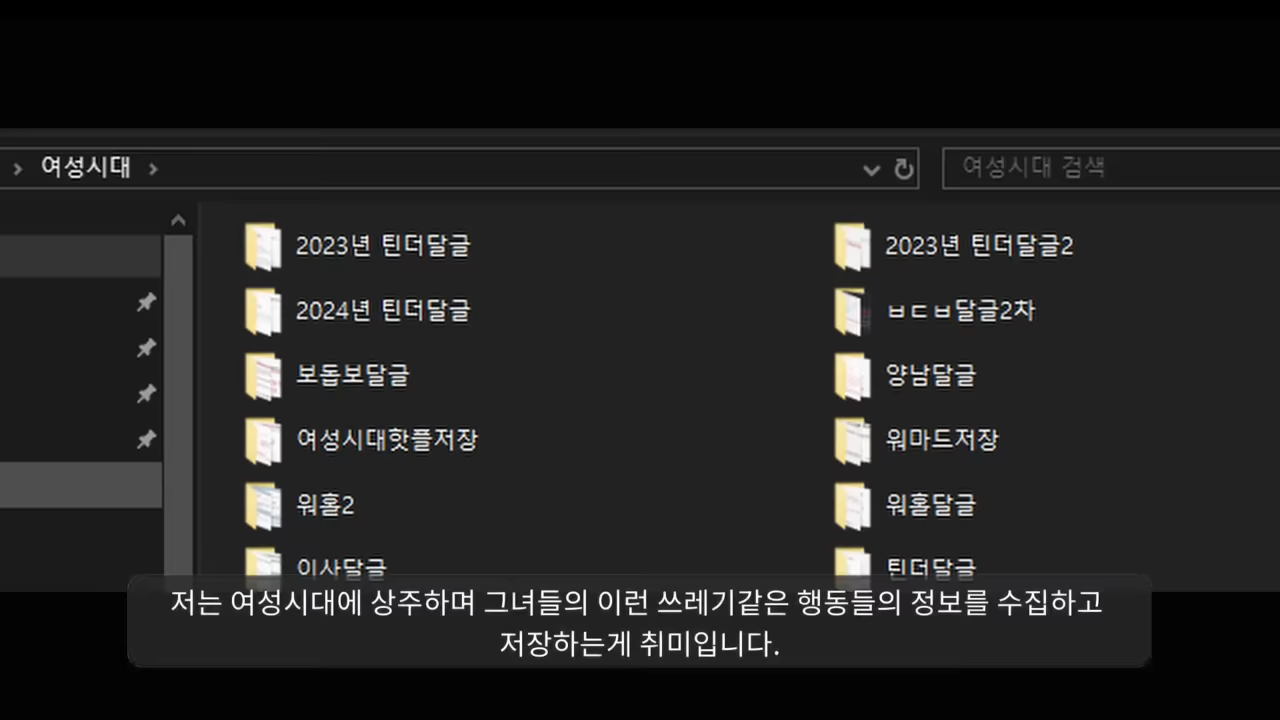 여성시대
여성시대 검색
2023년 틴더달글
2023년 틴더달글2
2024년 틴더달글
ㅂㄷㅂ달글2차
보돕보달글
양남달글
여성시대핫플저장
워마드저장
워홀2
워홀달글
이사달글
틴더달글
저는 여성시대에 상주하며 그녀들의 이런 쓰레기같은 행동들의 정보를 수집하고
저장하는게 취미입니다.